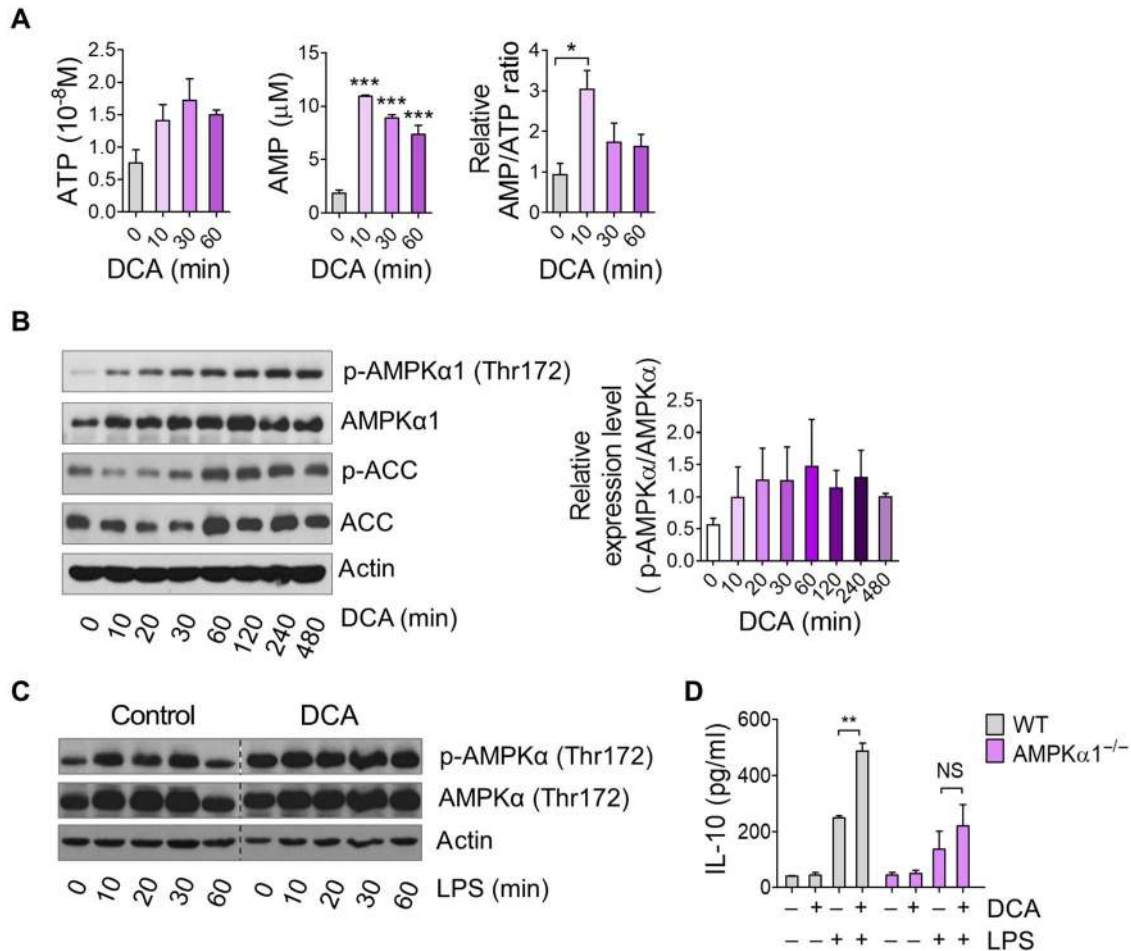 A
ATP (10⁻⁸M)
2.5
2.0
1.5
1.0
0.5
0.0
0 10 30 60
DCA (min)
AMP (μM)
15
10
5
0
*** *** ***
0 10 30 60
DCA (min)
Relative
AMP/ATP ratio
4
3
2
1
0
*
0 10 30 60
DCA (min)
B
p-AMPKα1 (Thr172)
AMPKα1
p-ACC
ACC
Actin
0 10 20 30 60 120 240 480
DCA (min)
Relative
expression level
( p-AMPKα/AMPKα)
2.5
2.0
1.5
1.0
0.5
0.0
0 10 20 30 60 120 240 480
DCA (min)
C
Control DCA
p-AMPKα (Thr172)
AMPKα (Thr172)
Actin
0 10 20 30 60 0 10 20 30 60
LPS (min)
D
IL-10 (pg/ml)
600
400
200
0
**
NS
WT
AMPKα1⁻/⁻
– + – + – + – + DCA
– – + + – – + + LPS